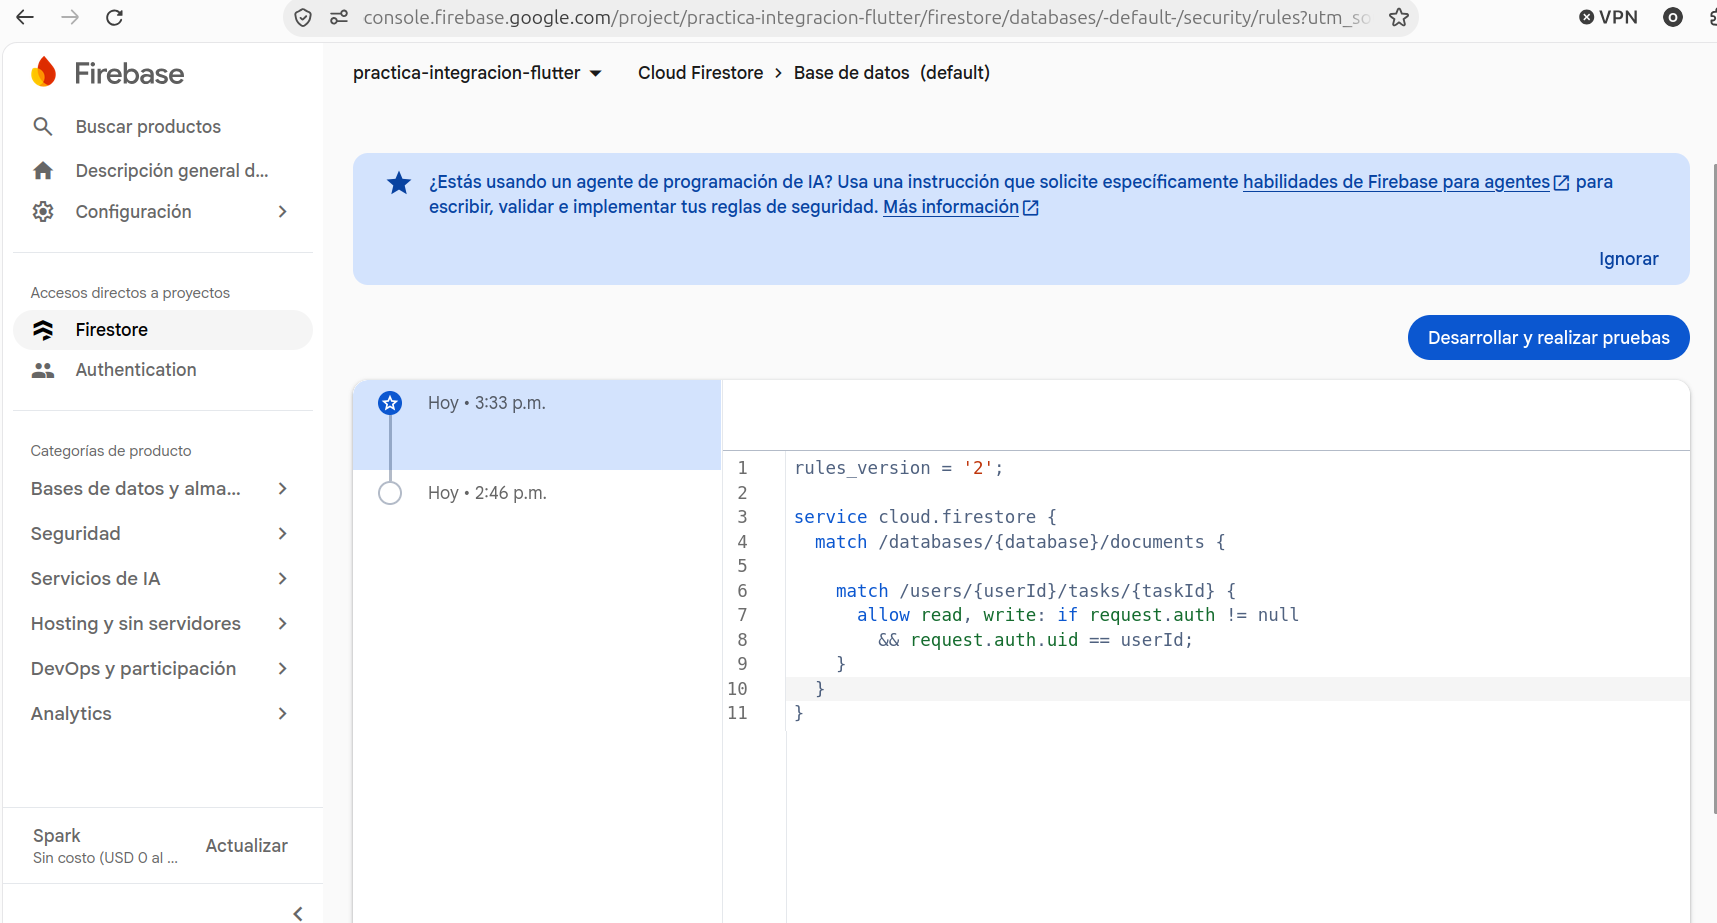 console.firebase.google.com/project/practica-integracion-flutter/firestore/databases/-default-/security/rules?utm_so
VPN
O
Firebase
practica-integracion-flutter
Cloud Firestore > Base de datos (default)
Buscar productos
Descripción general d...
Configuración
¿Estás usando un agente de programación de IA? Usa una instrucción que solicite específicamente habilidades de Firebase para agentes para
escribir, validar e implementar tus reglas de seguridad. Más información
Ignorar
Accesos directos a proyectos
Firestore
Authentication
Desarrollar y realizar pruebas
Categorías de producto
Bases de datos y alma...
Seguridad
Servicios de IA
Hosting y sin servidores
DevOps y participación
Analytics
Spark
Sin costo (USD 0 al ...
Actualizar
Hoy • 3:33 p.m.
Hoy • 2:46 p.m.
1 rules_version = '2';
2
3 service cloud.firestore {
4   match /databases/{database}/documents {
5
6     match /users/{userId}/tasks/{taskId} {
7       allow read, write: if request.auth != null
8         && request.auth.uid == userId;
9     }
10   }
11 }